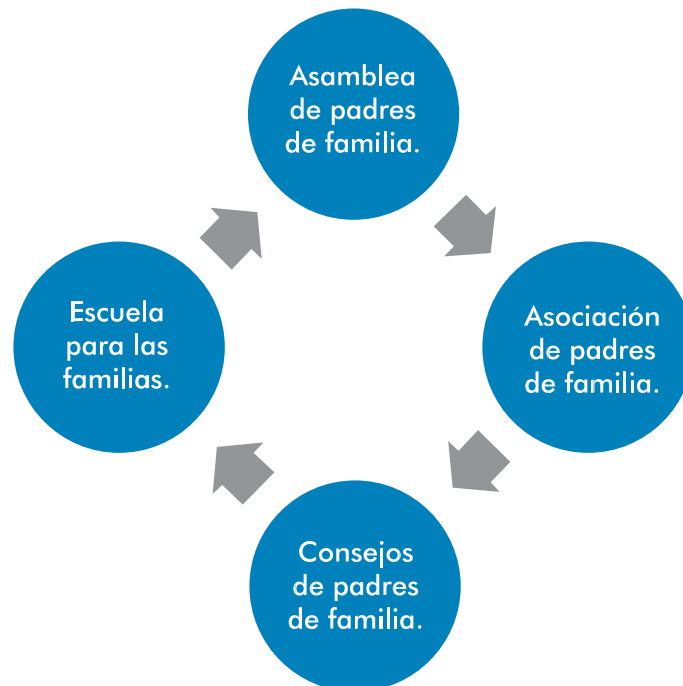 Asamblea
de padres
de familia.
Asociación
de padres
de familia.
Consejos
de padres
de familia.
Escuela
para las
familias.